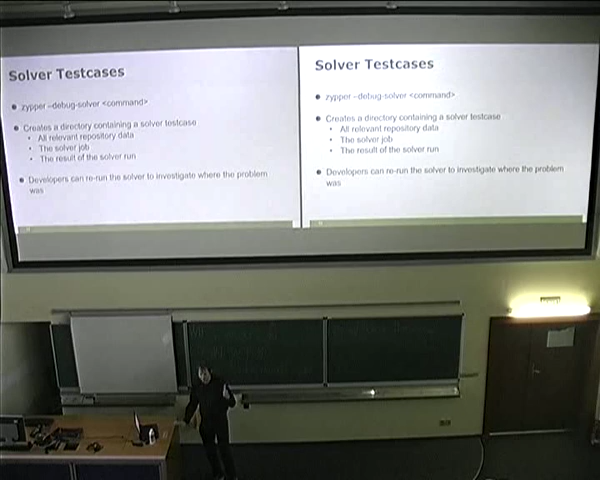 Solver Testcases
zypper –debug-solver <command>
Creates a directory containing a solver testcase
All relevant repository data
The solver job
The result of the solver run
Developers can re-run the solver to investigate where the problem
was
Solver Testcases
zypper –debug-solver <command>
Creates a directory containing a solver testcase
All relevant repository data
The solver job
The result of the solver run
Developers can re-run the solver to investigate where the problem
was